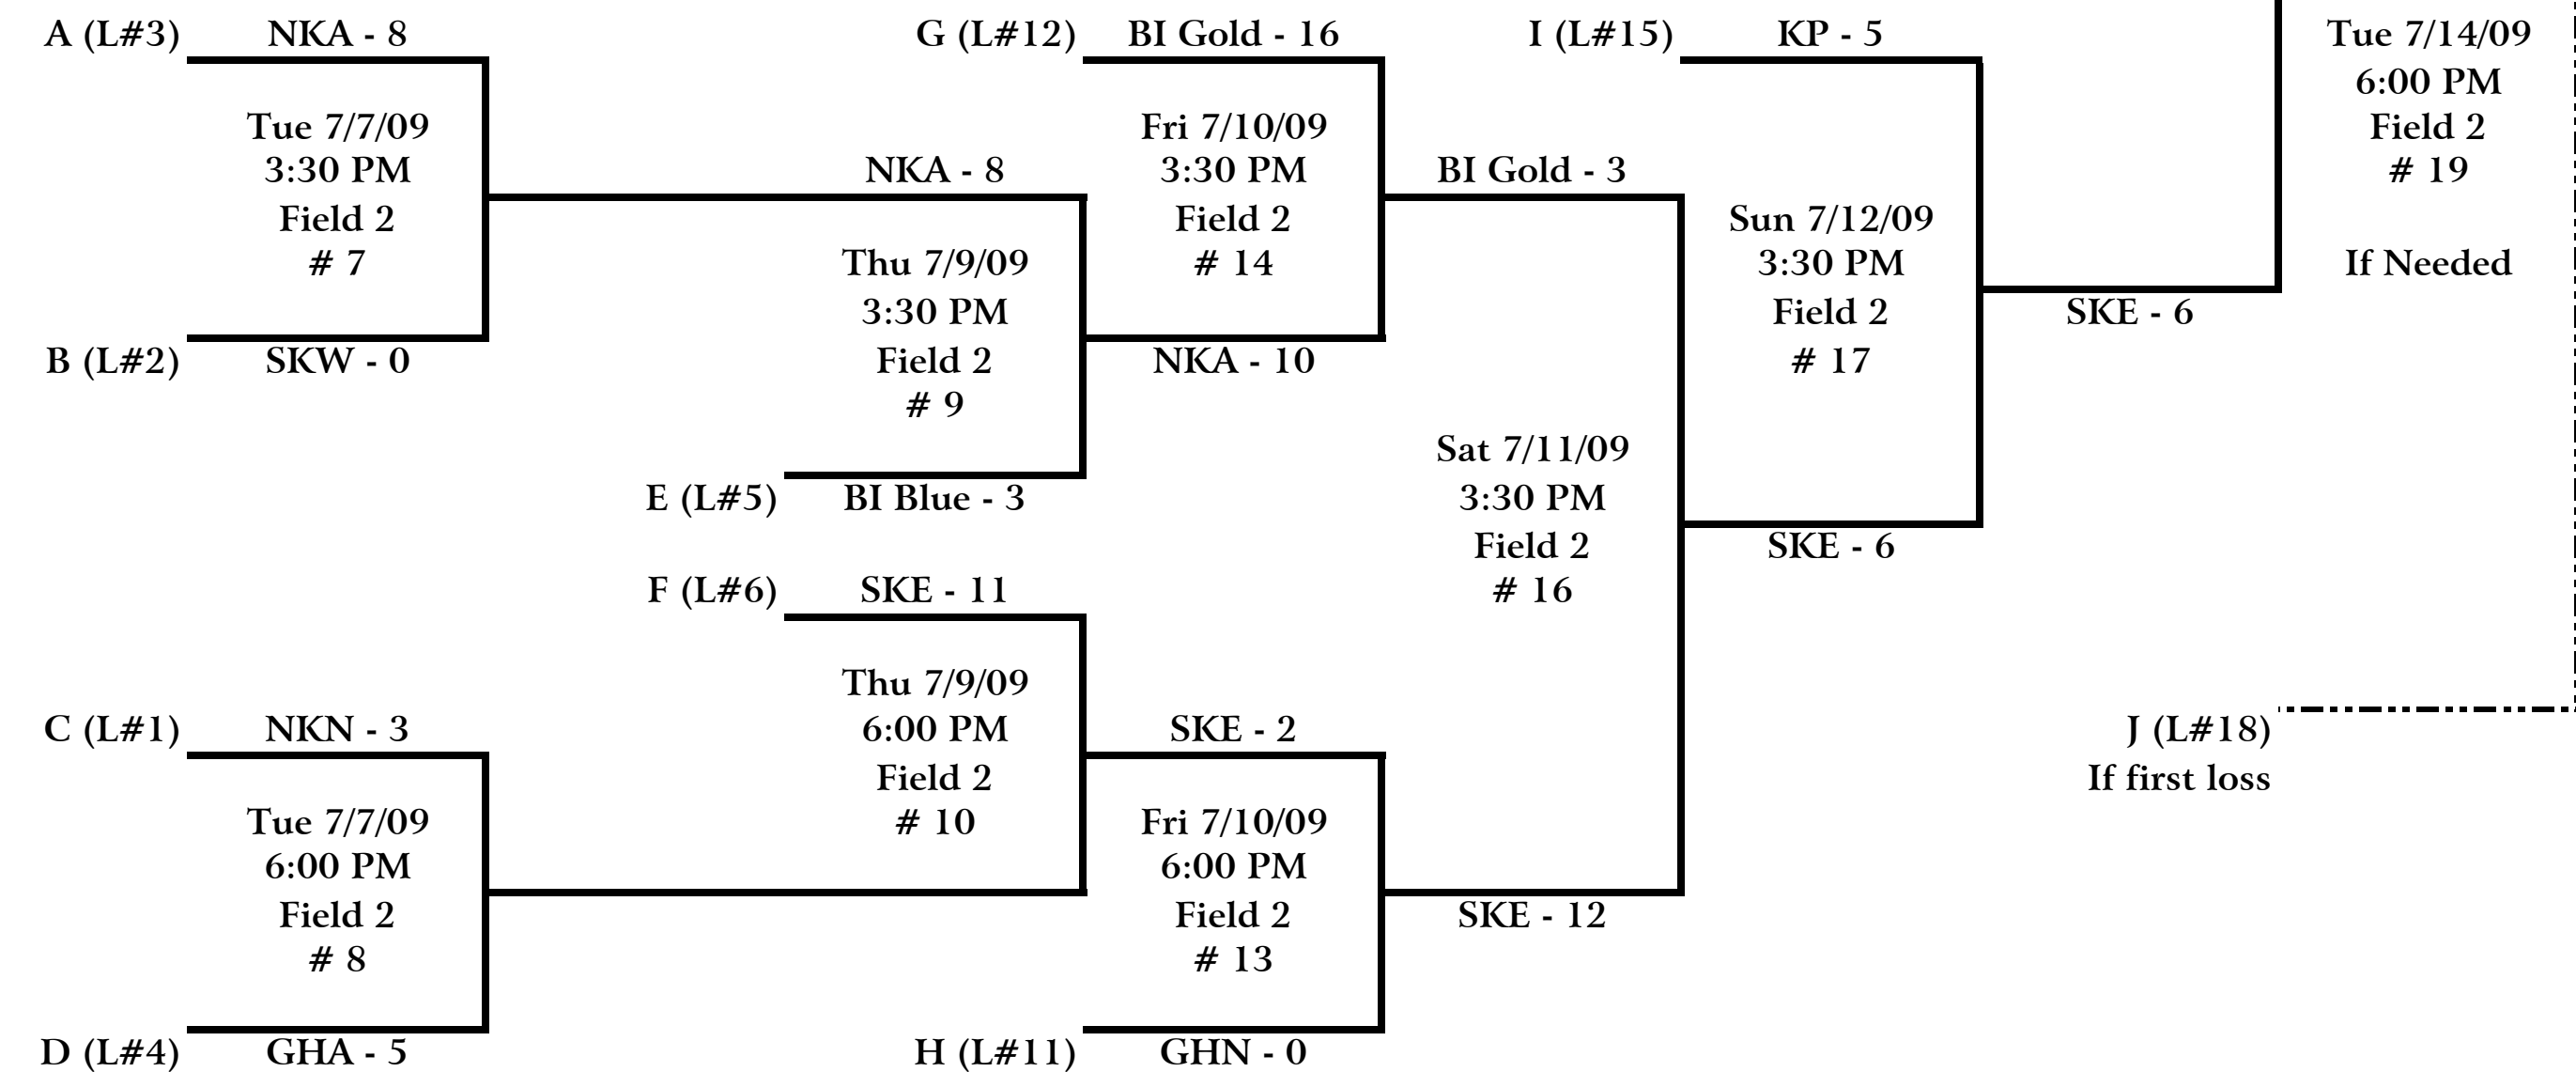 A (L#3)
NKA - 8
Tue 7/7/09
3:30 PM
Field 2
# 7
B (L#2)
SKW - 0
C (L#1)
NKN - 3
Tue 7/7/09
6:00 PM
Field 2
# 8
D (L#4)
GHA - 5
NKA - 8
Thu 7/9/09
3:30 PM
Field 2
# 9
E (L#5)
BI Blue - 3
F (L#6)
SKE - 11
Thu 7/9/09
6:00 PM
Field 2
# 10
G (L#12)
BI Gold - 16
Fri 7/10/09
3:30 PM
Field 2
# 14
NKA - 10
SKE - 2
Fri 7/10/09
6:00 PM
Field 2
# 13
H (L#11)
GHN - 0
BI Gold - 3
Sat 7/11/09
3:30 PM
Field 2
# 16
SKE - 12
I (L#15)
KP - 5
Sun 7/12/09
3:30 PM
Field 2
# 17
SKE - 6
SKE - 6
Tue 7/14/09
6:00 PM
Field 2
# 19
If Needed
J (L#18)
If first loss